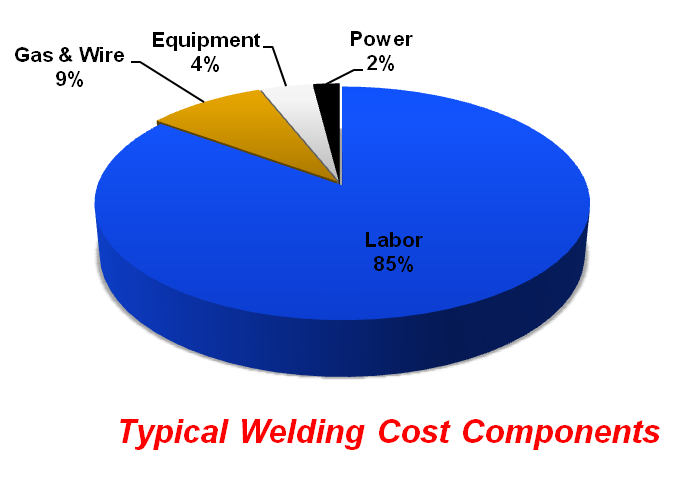 Equipment
4%
Power
2%
Gas & Wire
9%
Labor
85%
Typical Welding Cost Components